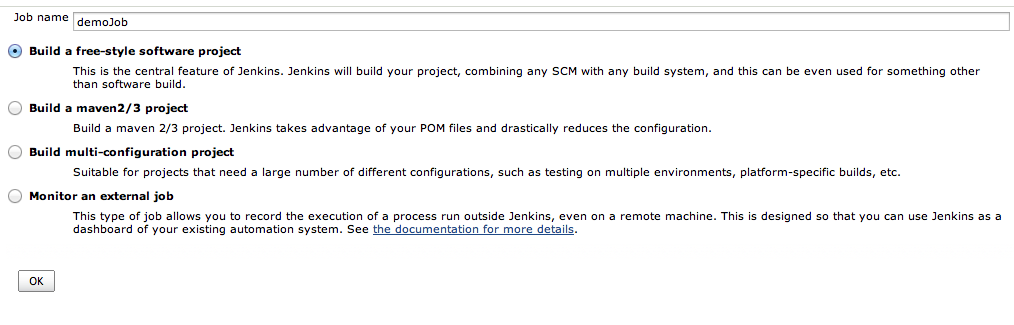 Job name demoJob
Build a free-style software project
This is the central feature of Jenkins. Jenkins will build your project, combining any SCM with any build system, and this can be even used for something other
than software build.
Build a maven2/3 project
Build a maven 2/3 project. Jenkins takes advantage of your POM files and drastically reduces the configuration.
Build multi-configuration project
Suitable for projects that need a large number of different configurations, such as testing on multiple environments, platform-specific builds, etc.
Monitor an external job
This type of job allows you to record the execution of a process run outside Jenkins, even on a remote machine. This is designed so that you can use Jenkins as a
dashboard of your existing automation system. See the documentation for more details.
OK